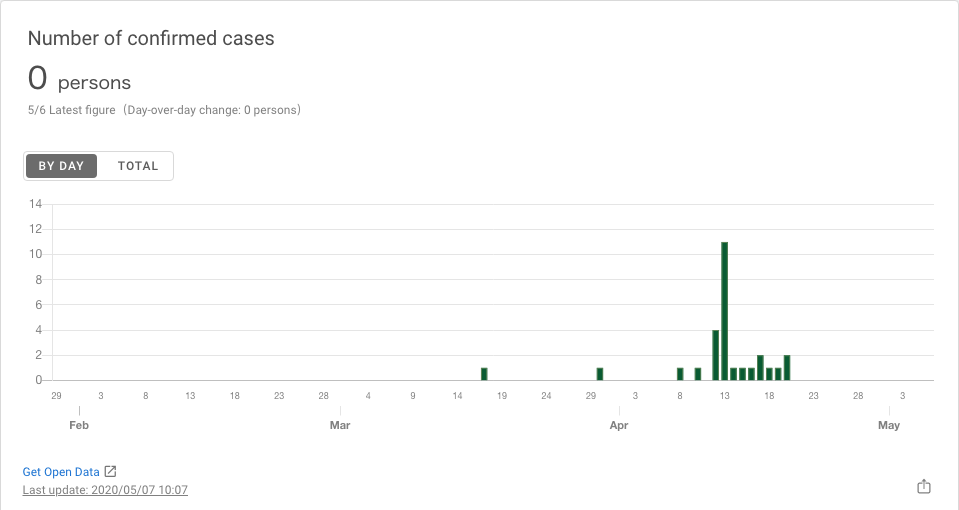 Number of confirmed cases
0 persons
5/6 Latest figure (Day-over-day change: 0 persons)
BY DAY TOTAL
14
12
10
8
6
4
2
0
29 3 8 13 18 23 28 4 9 14 19 24 29 3 8 13 18 23 28 3
Feb Mar Apr May
Get Open Data
Last update: 2020/05/07 10:07